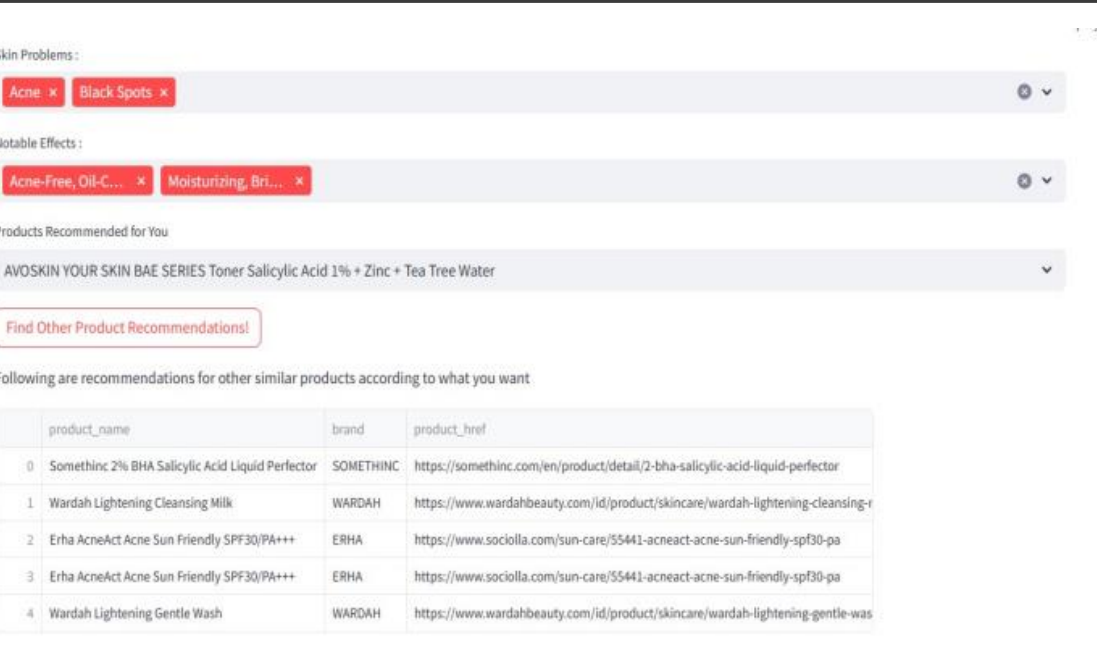 kin Problems :
Acne × Black Spots ×
otable Effects :
Acne-Free, Oil-C... × Moisturizing, Bri... ×
roducts Recommended for You
AVOSKIN YOUR SKIN BAE SERIES Toner Salicylic Acid 1% + Zinc + Tea Tree Water
Find Other Product Recommendations!
ollowing are recommendations for other similar products according to what you want
product_name brand product_href
0 Somethinc 2% BHA Salicylic Acid Liquid Perfector SOMETHINC https://somethinc.com/en/product/detail/2-bha-salicylic-acid-liquid-perfector
1 Wardah Lightening Cleansing Milk WARDAH https://www.wardahbeauty.com/id/product/skincare/wardah-lightening-cleansing-r
2 Erha AcneAct Acne Sun Friendly SPF30/PA+++ ERHA https://www.sociolla.com/sun-care/55441-acneact-acne-sun-friendly-spf30-pa
3 Erha AcneAct Acne Sun Friendly SPF30/PA+++ ERHA https://www.sociolla.com/sun-care/55441-acneact-acne-sun-friendly-spf30-pa
4 Wardah Lightening Gentle Wash WARDAH https://www.wardahbeauty.com/id/product/skincare/wardah-lightening-gentle-was